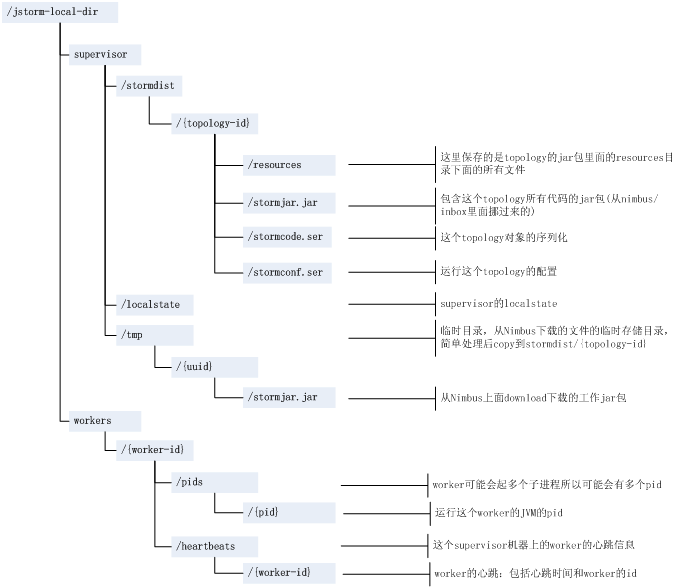 /jstorm-local-dir
supervisor
/stormdist
/{topology-id}
/resources
这里保存的是topology的jar包里面的resources目
录下面的所有文件
/stormjar.jar
包含这个topology所有代码的jar包(从nimbus/
inbox里面挪过来的)
/stormcode.ser
这个topology对象的序列化
/stormconf.ser
运行这个topology的配置
/localstate
supervisor的localstate
/tmp
临时目录，从Nimbus下载的文件的临时存储目录，
简单处理后copy到stormdist/{topology-id}
/{uuid}
/stormjar.jar
从Nimbus上面download下载的工作jar包
workers
/{worker-id}
/pids
worker可能会起多个子进程所以可能会有多个pid
/{pid}
运行这个worker的JVM的pid
/heartbeats
这个supervisor机器上的worker的心跳信息
/{worker-id}
worker的心跳：包括心跳时间和worker的id